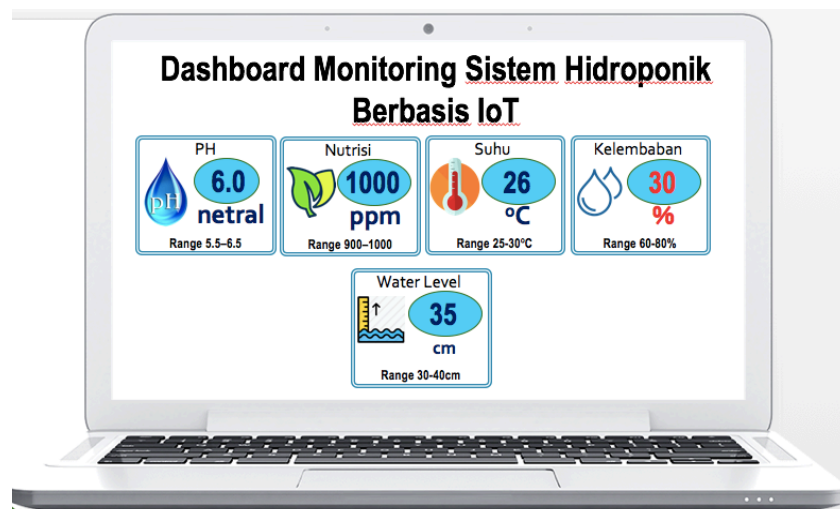 Dashboard Monitoring Sistem Hidroponik
Berbasis IoT
PH
pH
6.0
netral
Range 5.5–6.5
Nutrisi
1000
ppm
Range 900–1000
Suhu
26
°C
Range 25-30°C
Kelembaban
30
%
Range 60-80%
Water Level
35
cm
Range 30-40cm